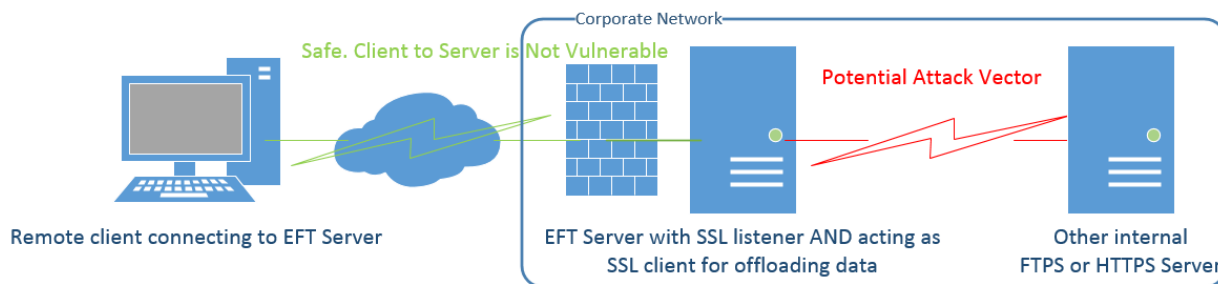 Corporate Network
Safe. Client to Server is Not Vulnerable
Potential Attack Vector
Remote client connecting to EFT Server
EFT Server with SSL listener AND acting as
SSL client for offloading data
Other internal
FTPS or HTTPS Server